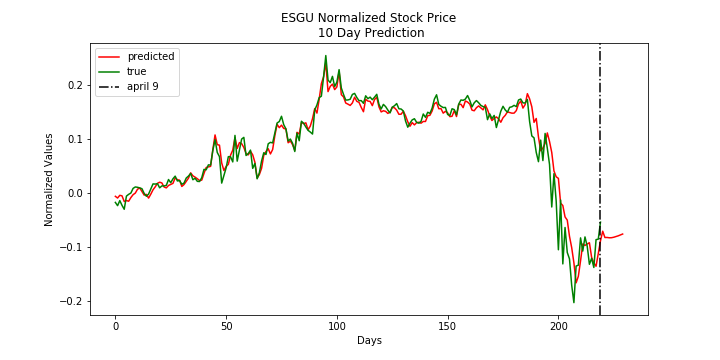 ESGU Normalized Stock Price
10 Day Prediction
predicted
true
april 9
Normalized Values
0.2
0.1
0.0
−0.1
−0.2
0
50
100
150
200
Days